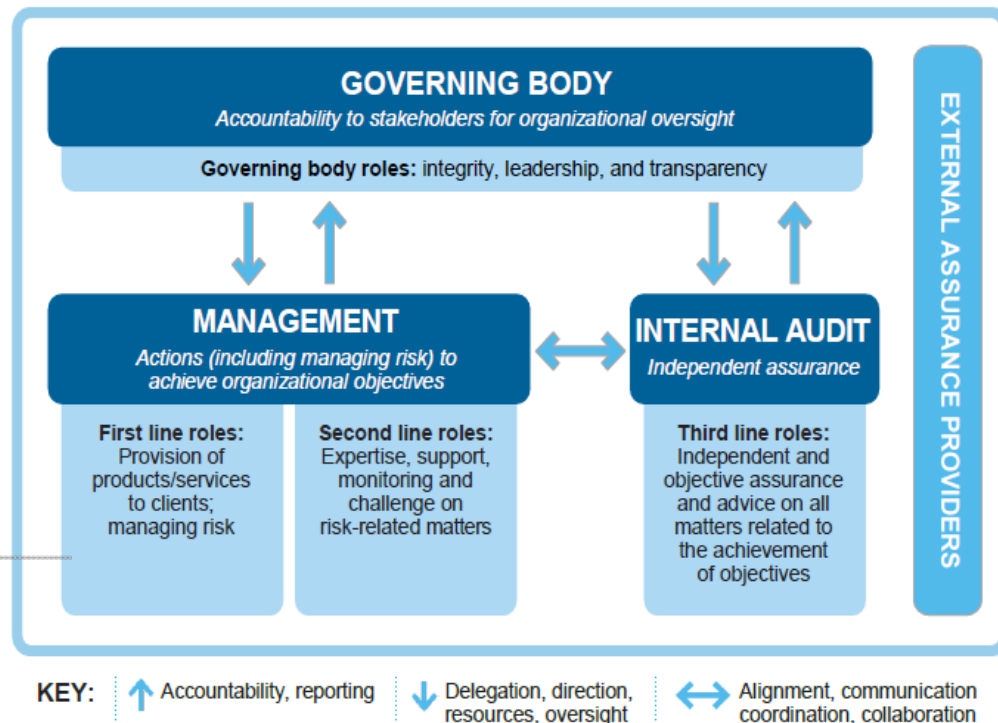 GOVERNING BODY
Accountability to stakeholders for organizational oversight
Governing body roles: integrity, leadership, and transparency
MANAGEMENT
Actions (including managing risk) to
achieve organizational objectives
First line roles:
Provision of
products/services
to clients;
managing risk
Second line roles:
Expertise, support,
monitoring and
challenge on
risk-related matters
INTERNAL AUDIT
Independent assurance
Third line roles:
Independent and
objective assurance
and advice on all
matters related to
the achievement
of objectives
EXTERNAL ASSURANCE PROVIDERS
KEY:
Accountability, reporting
Delegation, direction,
resources, oversight
Alignment, communication
coordination, collaboration